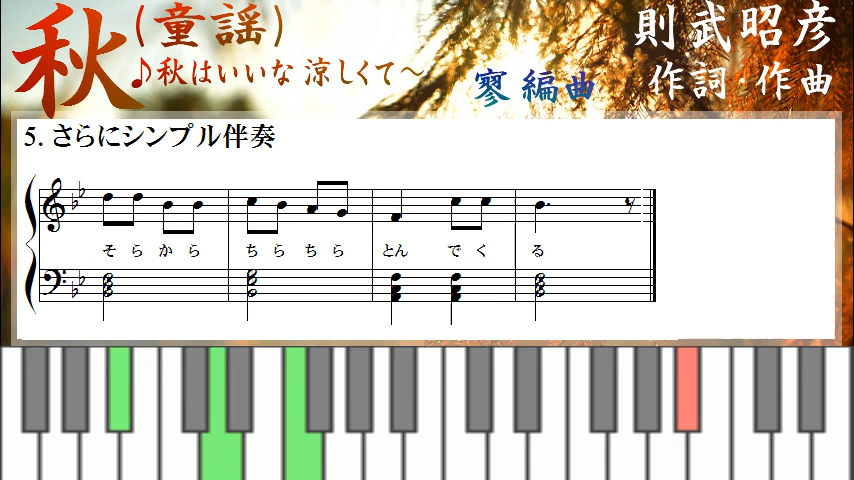 秋(童謡)
♪秋はいいな 涼しくて～
則武昭彦
作詞・作曲
寥 編曲
5. さらにシンプル伴奏
そ ら か ら ち ら ち ら とん で く る